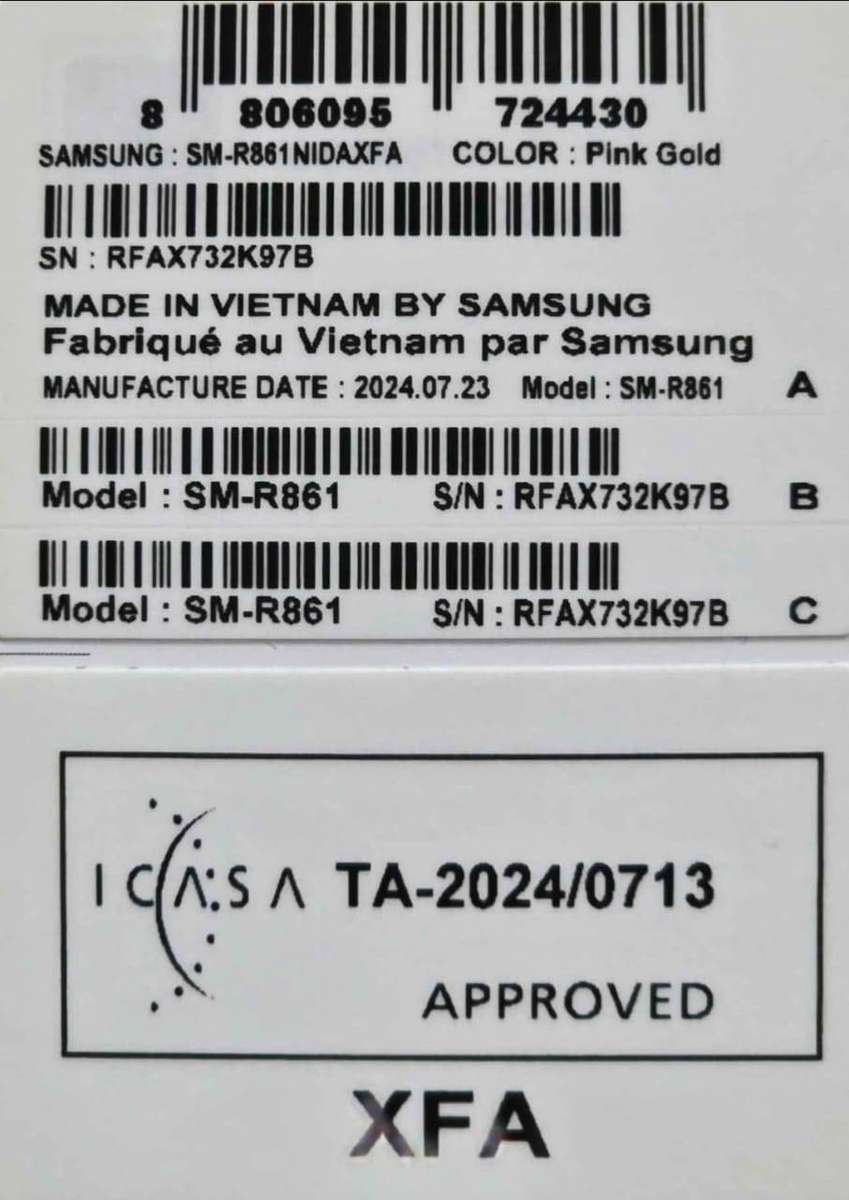 8 806095 724430
SAMSUNG : SM-R861NIDAXFA COLOR : Pink Gold
SN : RFAX732K97B
MADE IN VIETNAM BY SAMSUNG
Fabriqué au Vietnam par Samsung
MANUFACTURE DATE : 2024.07.23 Model : SM-R861 A
Model : SM-R861 S/N : RFAX732K97B B
Model : SM-R861 S/N : RFAX732K97B C
ICASA TA-2024/0713
APPROVED
XFA